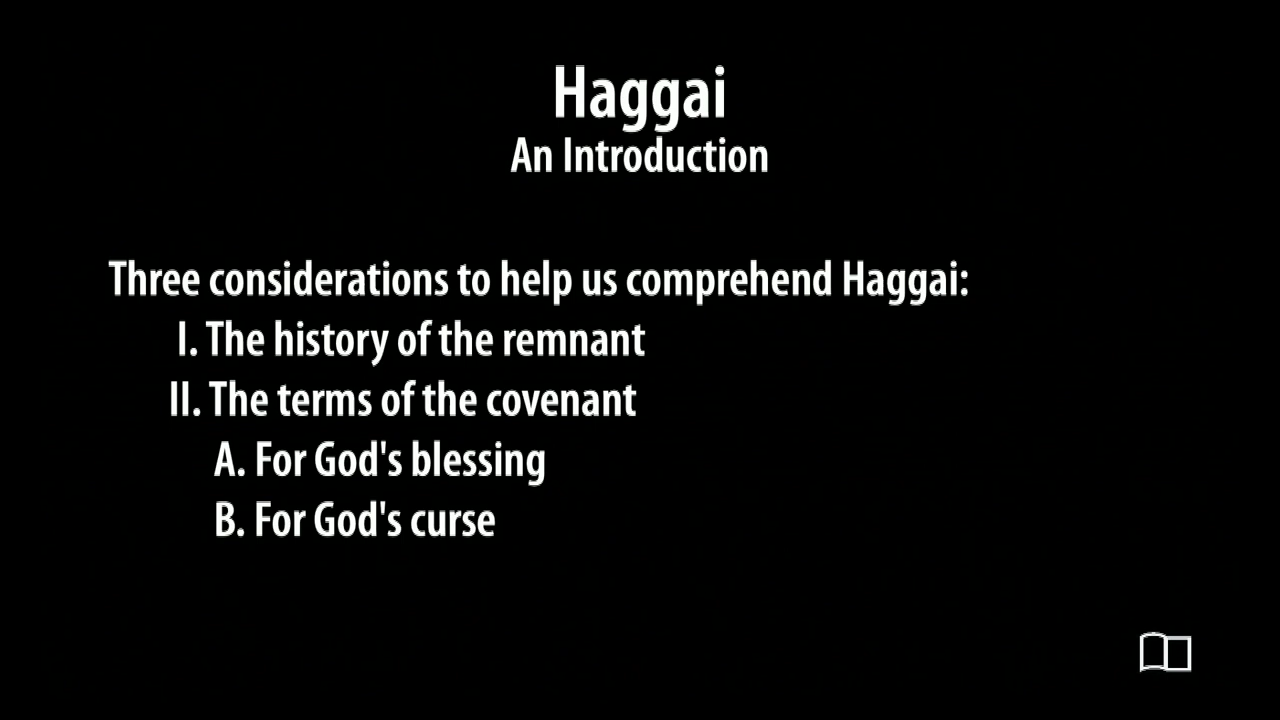 Haggai
An Introduction
Three considerations to help us comprehend Haggai:
I. The history of the remnant
II. The terms of the covenant
A. For God's blessing
B. For God's curse